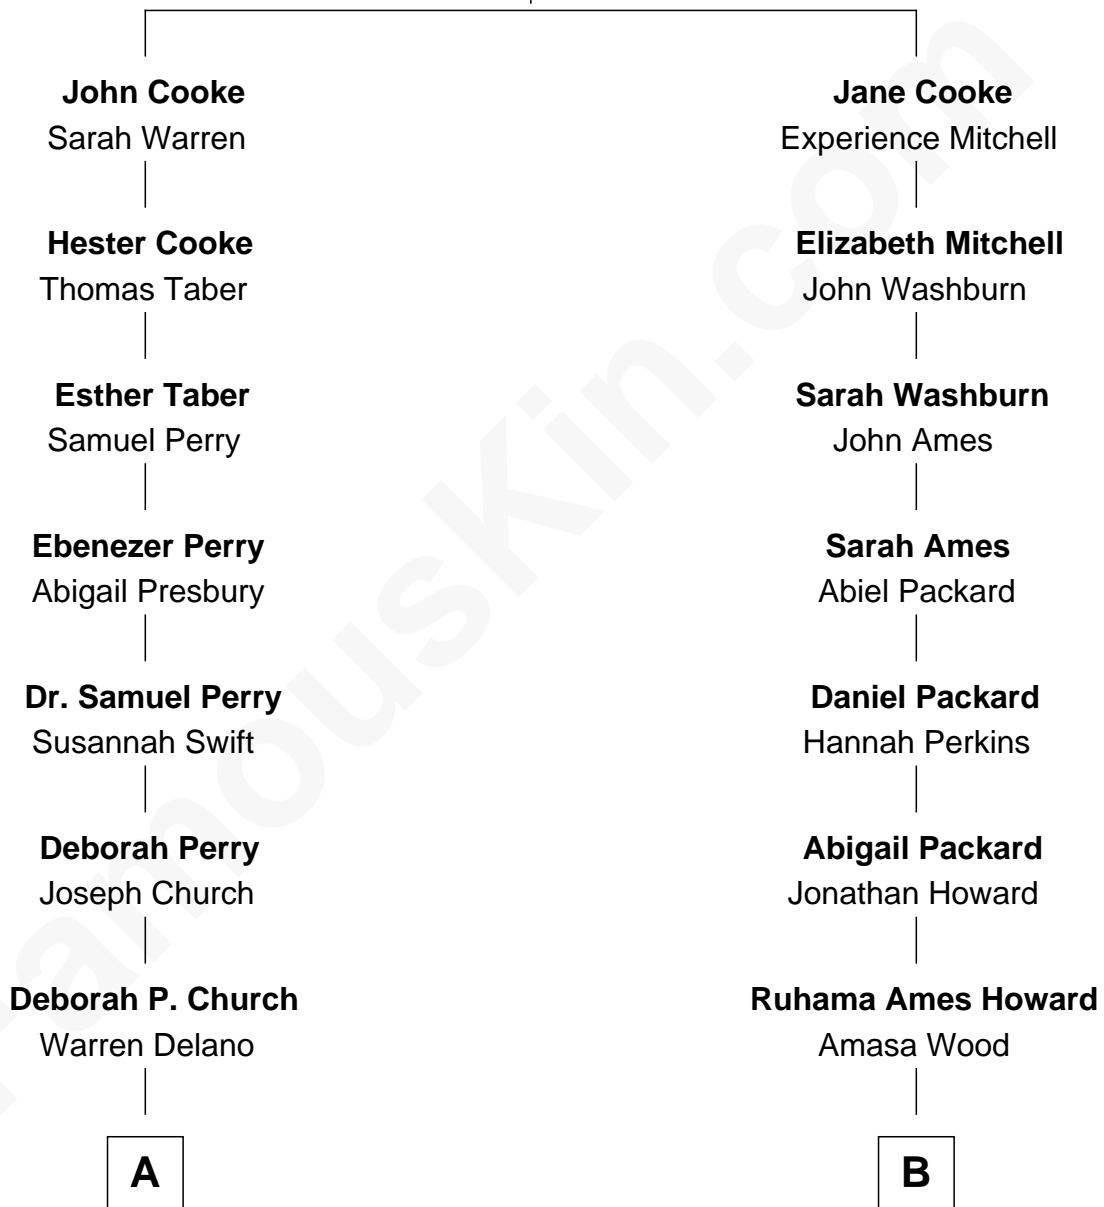 John Cooke
Sarah Warren
Hester Cooke
Thomas Taber
Esther Taber
Samuel Perry
Ebenezer Perry
Abigail Presbury
Dr. Samuel Perry
Susannah Swift
Deborah Perry
Joseph Church
Deborah P. Church
Warren Delano
A
Jane Cooke
Experience Mitchell
Elizabeth Mitchell
John Washburn
Sarah Washburn
John Ames
Sarah Ames
Abiel Packard
Daniel Packard
Hannah Perkins
Abigail Packard
Jonathan Howard
Ruhama Ames Howard
Amasa Wood
B
FamousKin.com